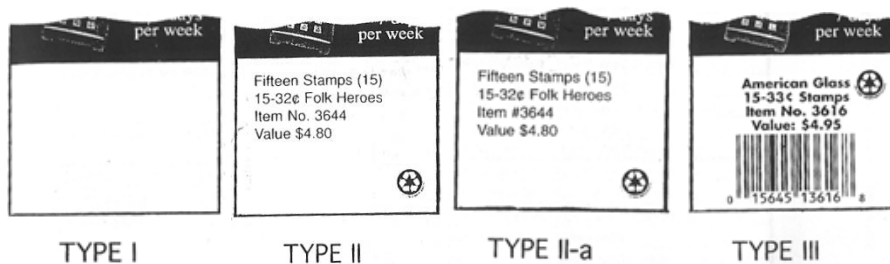 per week
per week
Fifteen Stamps (15)
15-32¢ Folk Heroes
Item No. 3644
Value $4.80
days
per week
Fifteen Stamps (15)
15-32¢ Folk Heroes
Item #3644
Value $4.80
per week
American Glass
15-33¢ Stamps
Item No. 3616
Value: $4.95
0 15645 13616 8
TYPE I
TYPE II
TYPE II-a
TYPE III